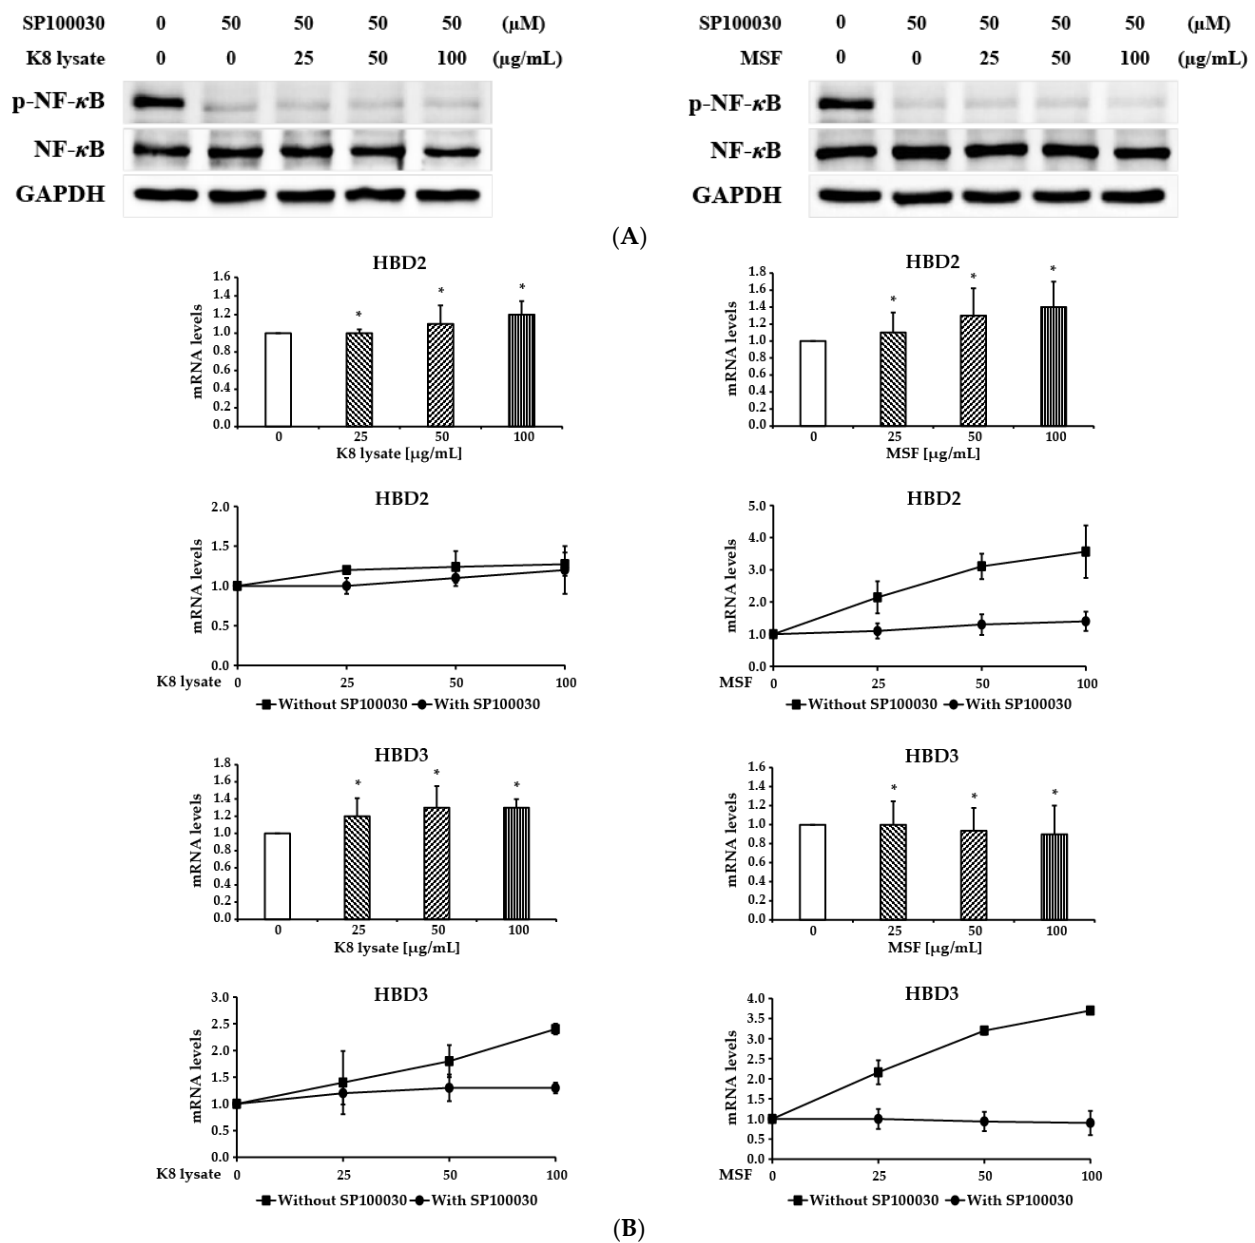 SP100030 0 50 50 50 50 (μM)
K8 lysate 0 0 25 50 100 (μg/mL)
p-NF-κB
NF-κB
GAPDH
SP100030 0 50 50 50 50 (μM)
MSF 0 0 25 50 100 (μg/mL)
p-NF-κB
NF-κB
GAPDH
(A)
HBD2
mRNA levels
1.6
1.4
1.2
1.0
0.8
0.6
0.4
0.2
0.0
* * *
0 25 50 100
K8 lysate [μg/mL]
HBD2
mRNA levels
1.8
1.6
1.4
1.2
1.0
0.8
0.6
0.4
0.2
0.0
* * *
0 25 50 100
MSF [μg/mL]
HBD2
mRNA levels
2.0
1.5
1.0
0.5
0.0
K8 lysate 0 25 50 100
Without SP100030 With SP100030
HBD2
mRNA levels
5.0
4.0
3.0
2.0
1.0
0.0
MSF 0 25 50 100
Without SP100030 With SP100030
HBD3
mRNA levels
1.8
1.6
1.4
1.2
1.0
0.8
0.6
0.4
0.2
0.0
* * *
0 25 50 100
K8 lysate [μg/mL]
HBD3
mRNA levels
1.6
1.4
1.2
1.0
0.8
0.6
0.4
0.2
0.0
* * *
0 25 50 100
MSF [μg/mL]
HBD3
mRNA levels
3.0
2.5
2.0
1.5
1.0
0.5
0.0
K8 lysate 0 25 50 100
Without SP100030 With SP100030
HBD3
mRNA levels
4.0
3.5
3.0
2.5
2.0
1.5
1.0
0.5
0.0
MSF 0 25 50 100
Without SP100030 With SP100030
(B)